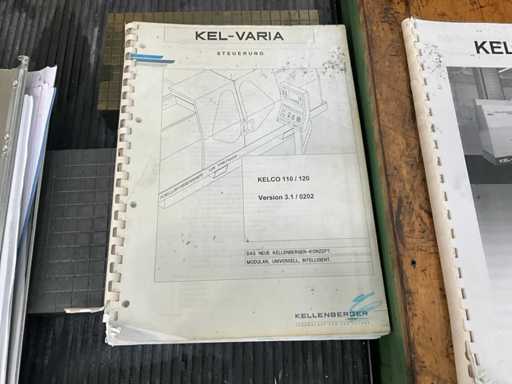 KEL-VARIA
STEUERUNG
KELCO 110 / 120
Version 3.1 / 0202
DAS NEUE KELLENBERGER-KONZEPT.
MODULAR, UNIVERSELL, INTELLIGENT.
KELLENBERGER
KEL